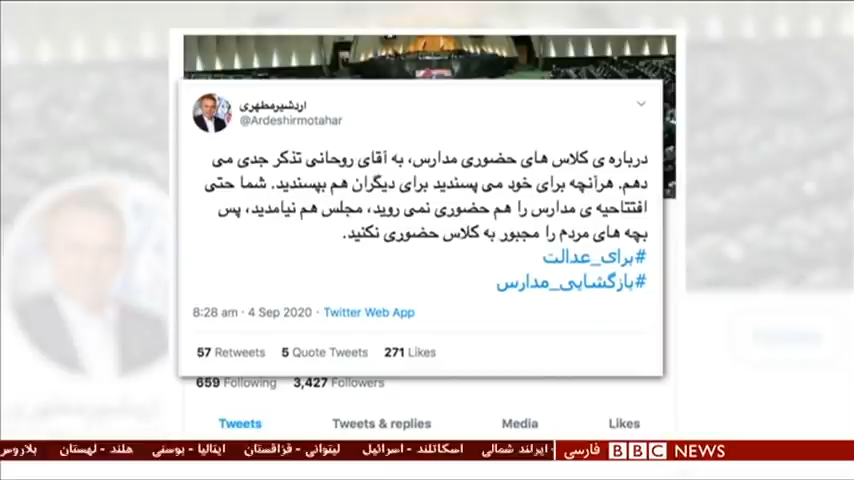 اردشیرمطهری
@Ardeshirmotahar
درباره ی کلاس های حضوری مدارس، به آقای روحانی تذکر جدی می
دهم. هرآنچه برای خود می پسندید برای دیگران هم بپسندید. شما حتی
افتتاحیه ی مدارس را هم حضوری نمی روید، مجلس هم نیامدید، پس
بچه های مردم را مجبور به کلاس حضوری نکنید.
#برای_عدالت
#بازگشایی_مدارس
8:28 am · 4 Sep 2020 · Twitter Web App
57 Retweets 5 Quote Tweets 271 Likes
659 Following 3,427 Followers
Tweets Tweets & replies Media Likes
ایرلند شمالی - اسکاتلند - اسرائیل لیتوانی - قزاقستان ایتالیا - بوسنی هلند - لهستان بلاروس
BBC NEWS فارسی